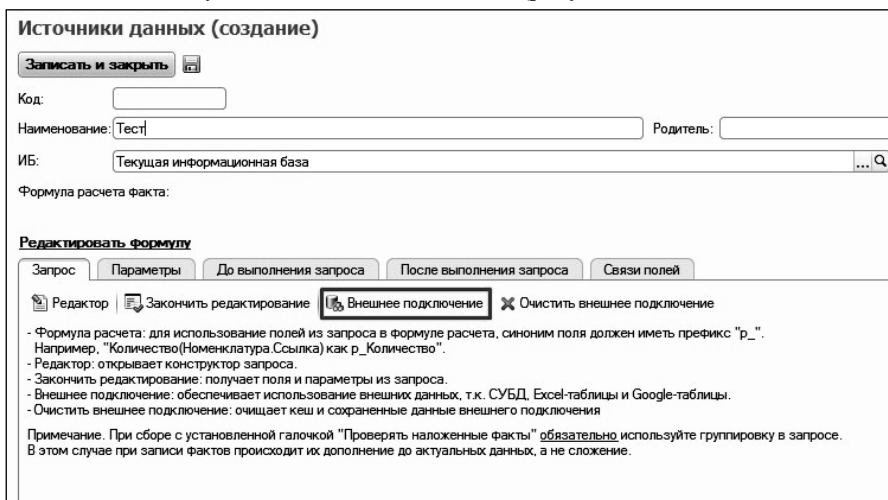 Источники данных (создание)
Записать и закрыть
Код:
Наименование: Тест Родитель:
ИБ: Текущая информационная база ...
Формула расчета факта:
Редактировать формулу
Запрос Параметры До выполнения запроса После выполнения запроса Связи полей
Редактор Закончить редактирование Внешнее подключение Очистить внешнее подключение
- Формула расчета: для использование полей из запроса в формуле расчета, синоним поля должен иметь префикс "p_".
Например, "Количество(Номенклатура.Ссылка) как p_Количество".
- Редактор: открывает конструктор запроса.
- Закончить редактирование: получает поля и параметры из запроса.
- Внешнее подключение: обеспечивает использование внешних данных, т.к. СУБД, Excel-таблицы и Google-таблицы.
- Очистить внешнее подключение: очищает кеш и сохраненные данные внешнего подключения
Примечание. При сборе с установленной галочкой "Проверять наложенные факты" обязательно используйте группировку в запросе.
В этом случае при записи фактов происходит их дополнение до актуальных данных, а не сложение.